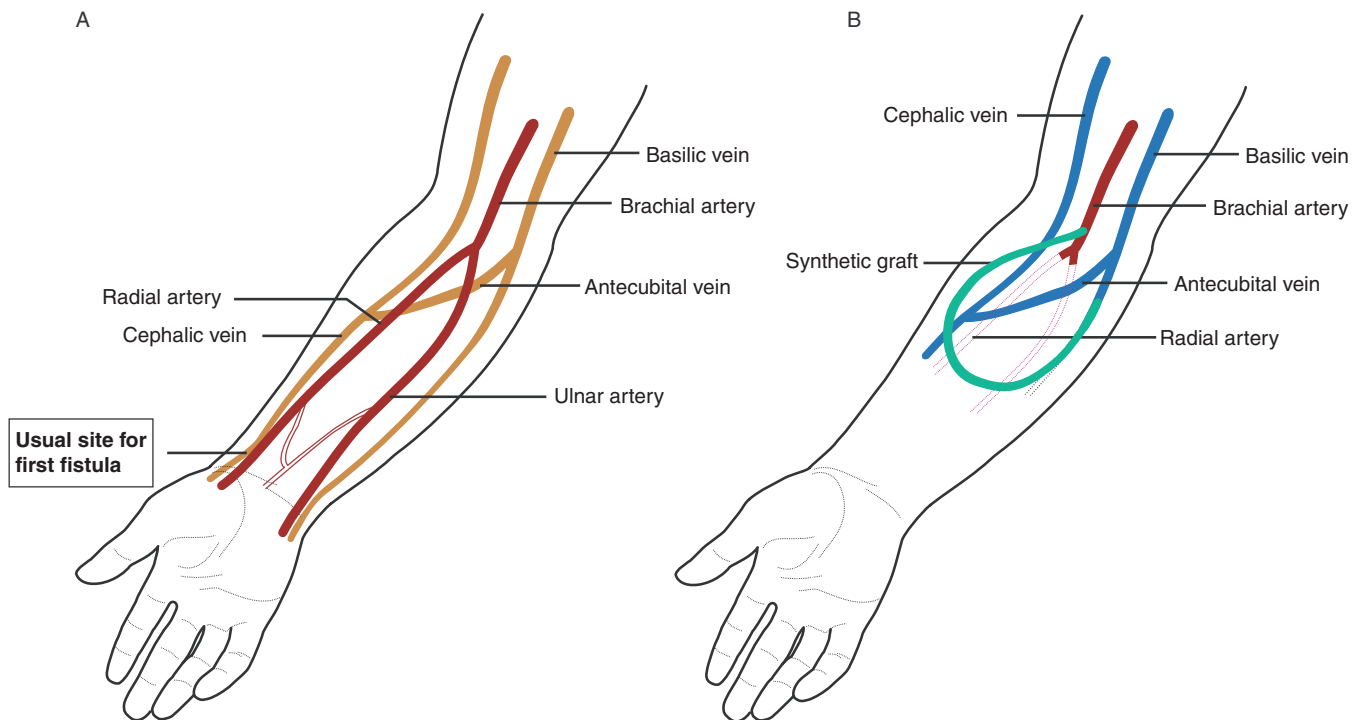 A
Basilic vein
Brachial artery
Radial artery
Antecubital vein
Cephalic vein
Ulnar artery
Usual site for
first fistula
B
Cephalic vein
Basilic vein
Brachial artery
Synthetic graft
Antecubital vein
Radial artery